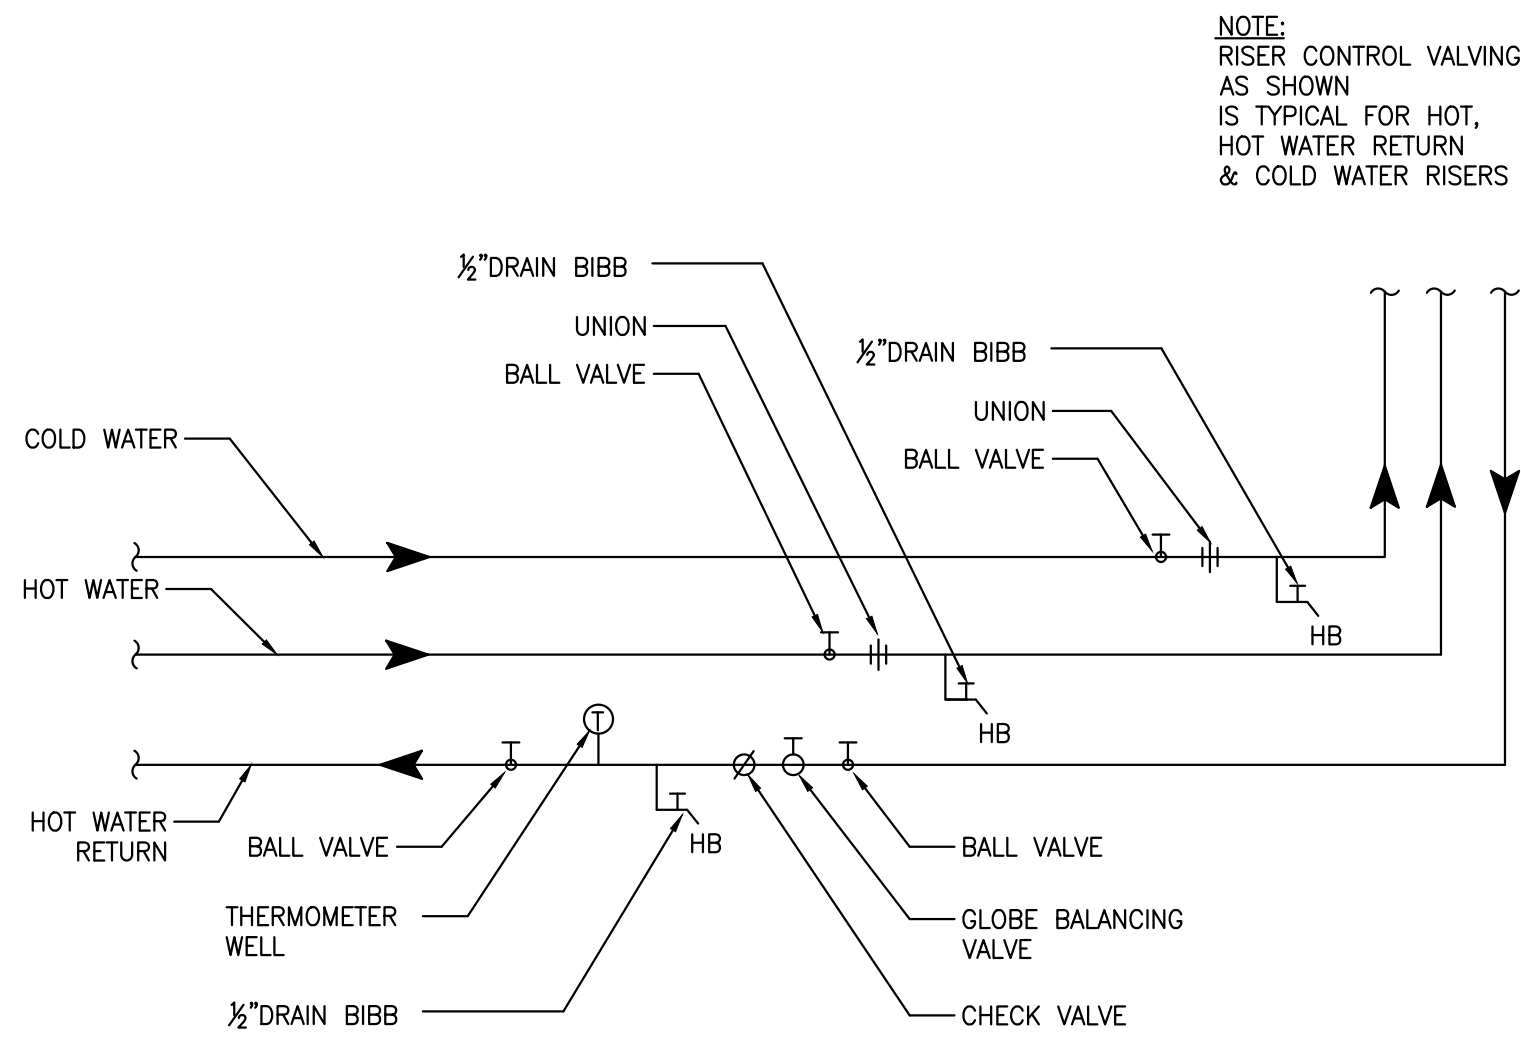 NOTE:
RISER CONTROL VALVING
AS SHOWN
IS TYPICAL FOR HOT,
HOT WATER RETURN
& COLD WATER RISERS
½"DRAIN BIBB
UNION
BALL VALVE
½"DRAIN BIBB
UNION
BALL VALVE
COLD WATER
HOT WATER
HB
HB
T
HOT WATER
RETURN
BALL VALVE
HB
BALL VALVE
THERMOMETER
WELL
GLOBE BALANCING
VALVE
½"DRAIN BIBB
CHECK VALVE